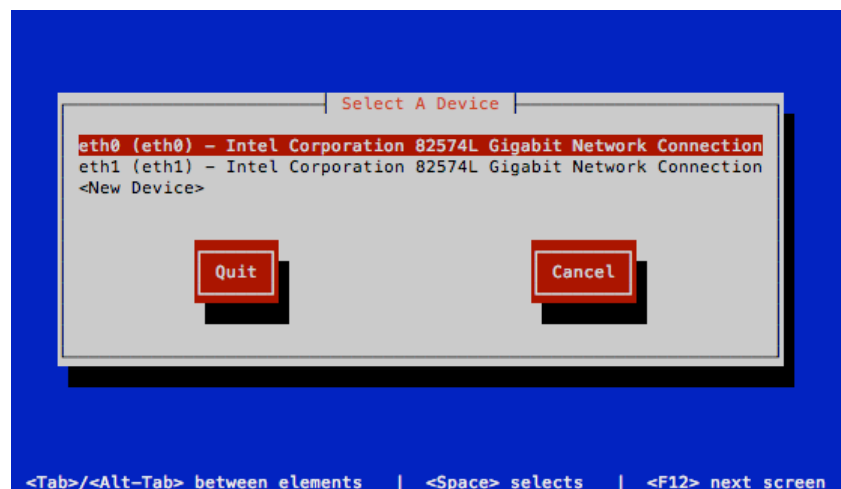 Select A Device
eth0 (eth0) – Intel Corporation 82574L Gigabit Network Connection
eth1 (eth1) – Intel Corporation 82574L Gigabit Network Connection
<New Device>
Quit Cancel
<Tab>/<Alt–Tab> between elements | <Space> selects | <F12> next screen